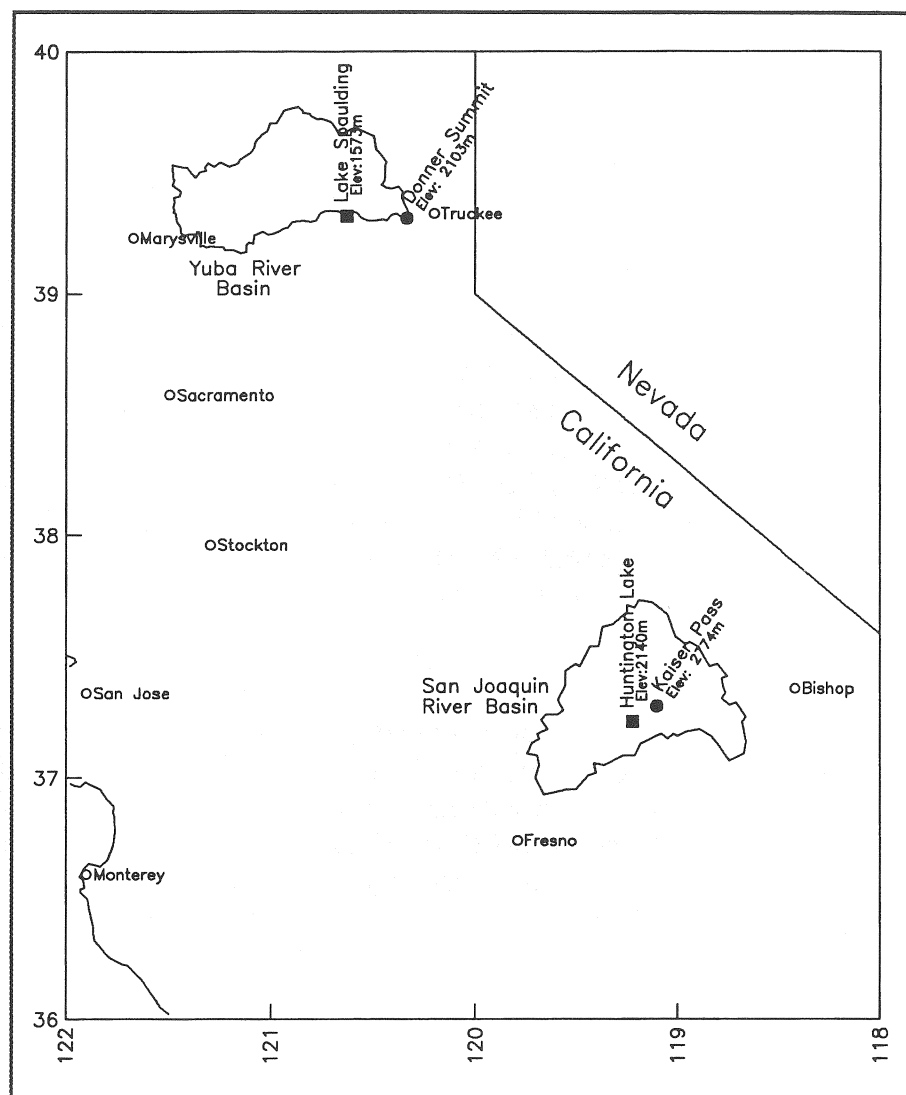 40
Lake Spaulding
Elev:1573m
Donner Summit
Elev: 2103m
Truckee
Marysville
Yuba River
Basin
39
Nevada
California
Sacramento
38
Stockton
Huntington Lake
Elev:2140m
Kaiser Pass
Elev: 2774m
San Joaquin
River Basin
Bishop
San Jose
37
Fresno
Monterey
36
122
121
120
119
118